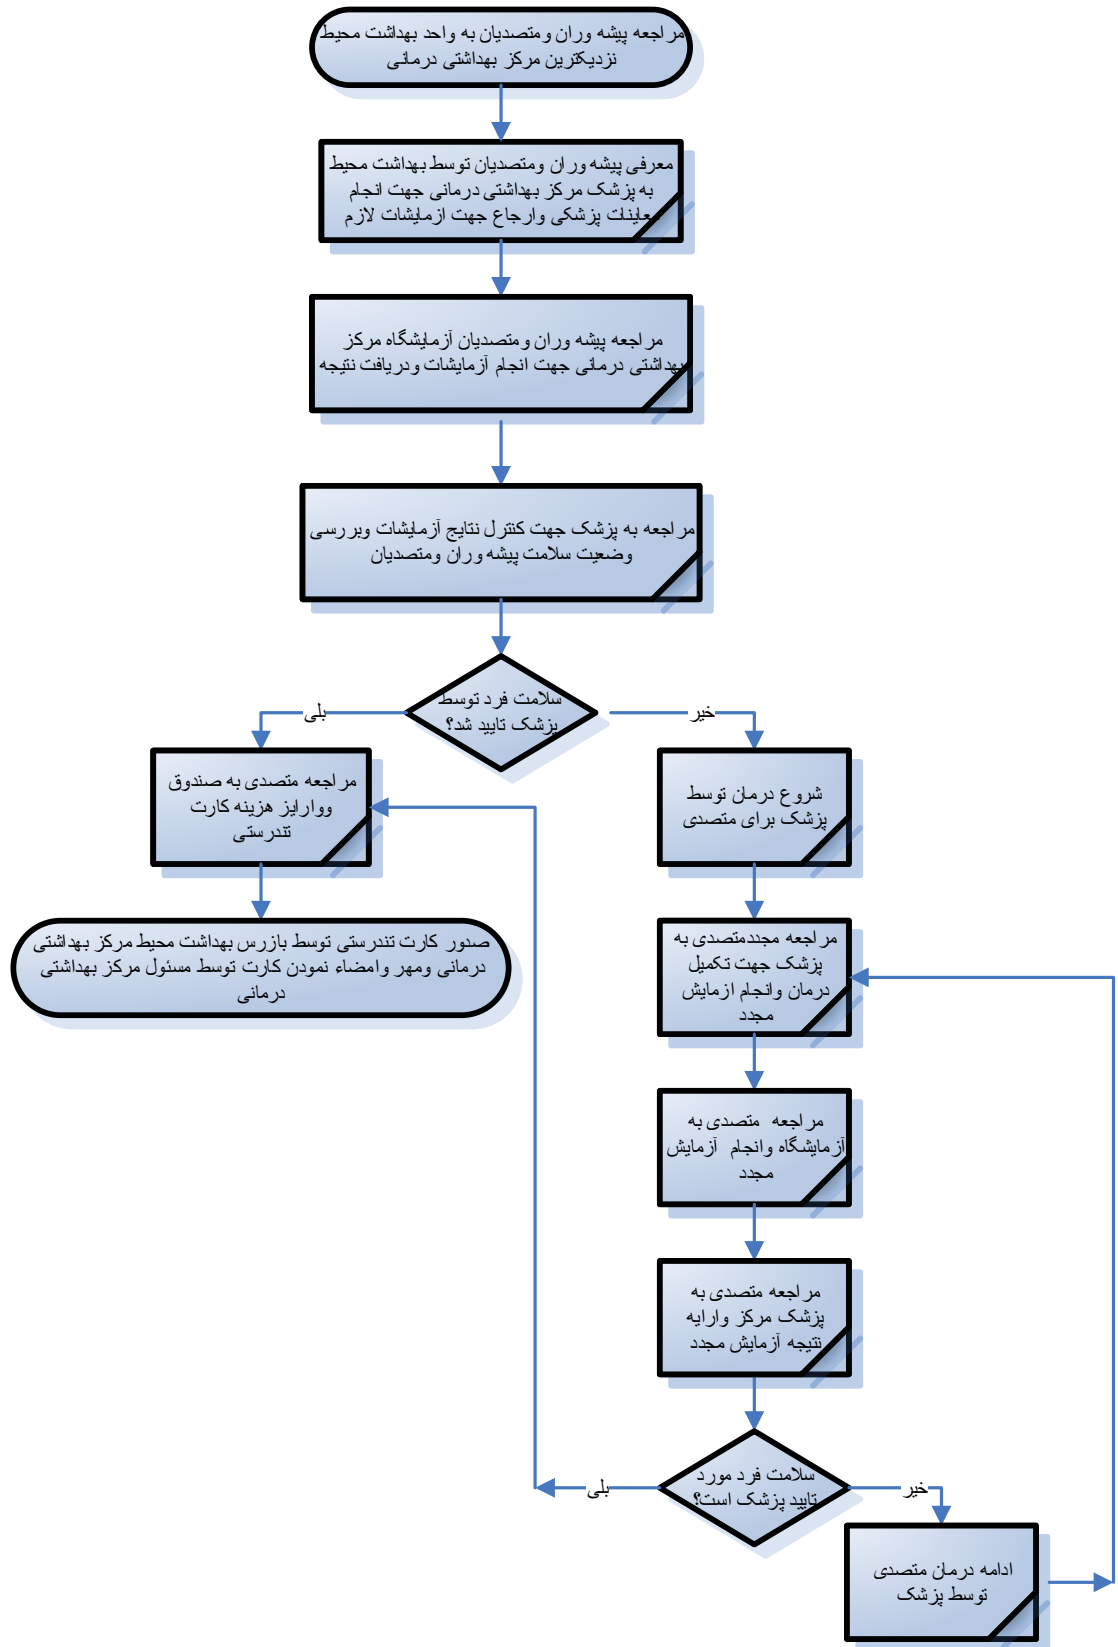 مراجعه پیشه وران ومتصدیان به واحد بهداشت محیط
نزدیکترین مرکز بهداشتی درمانی
معرفی پیشه وران ومتصدیان توسط بهداشت محیط
به پزشک مرکز بهداشتی درمانی جهت انجام
معاینات پزشکی وارجاع جهت ازمایشات لازم
مراجعه پیشه وران ومتصدیان آزمایشگاه مرکز
بهداشتی درمانی جهت انجام آزمایشات ودریافت نتیجه
مراجعه به پزشک جهت کنترل نتایج آزمایشات وبررسی
وضعیت سلامت پیشه وران ومتصدیان
سلامت فرد توسط
پزشک تایید شد؟
بلی
خیر
مراجعه متصدی به صندوق
ووارایز هزینه کارت
تندرستی
صدور کارت تندرستی توسط بازرس بهداشت محیط مرکز بهداشتی
درمانی ومهر وامضاء نمودن کارت توسط مسئول مرکز بهداشتی
درمانی
شروع درمان توسط
پزشک برای متصدی
مراجعه مجددمتصدی به
پزشک جهت تکمیل
درمان وانجام ازمایش
مجدد
مراجعه متصدی به
آزمایشگاه وانجام آزمایش
مجدد
مراجعه متصدی به
پزشک مرکز وارایه
نتیجه آزمایش مجدد
سلامت فرد مورد
تایید پزشک است؟
بلی
خیر
ادامه درمان متصدی
توسط پزشک